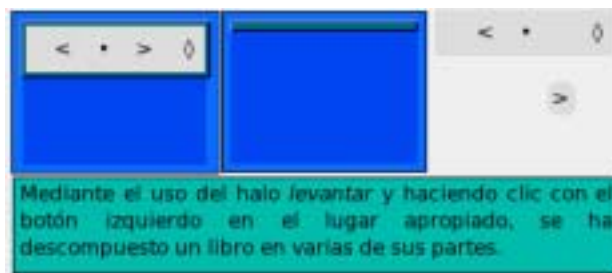 < • > ◊
< • ◊
>
Mediante el uso del halo levantar y haciendo clic con el
botón izquierdo en el lugar apropiado, se ha
descompuesto un libro en varias de sus partes.